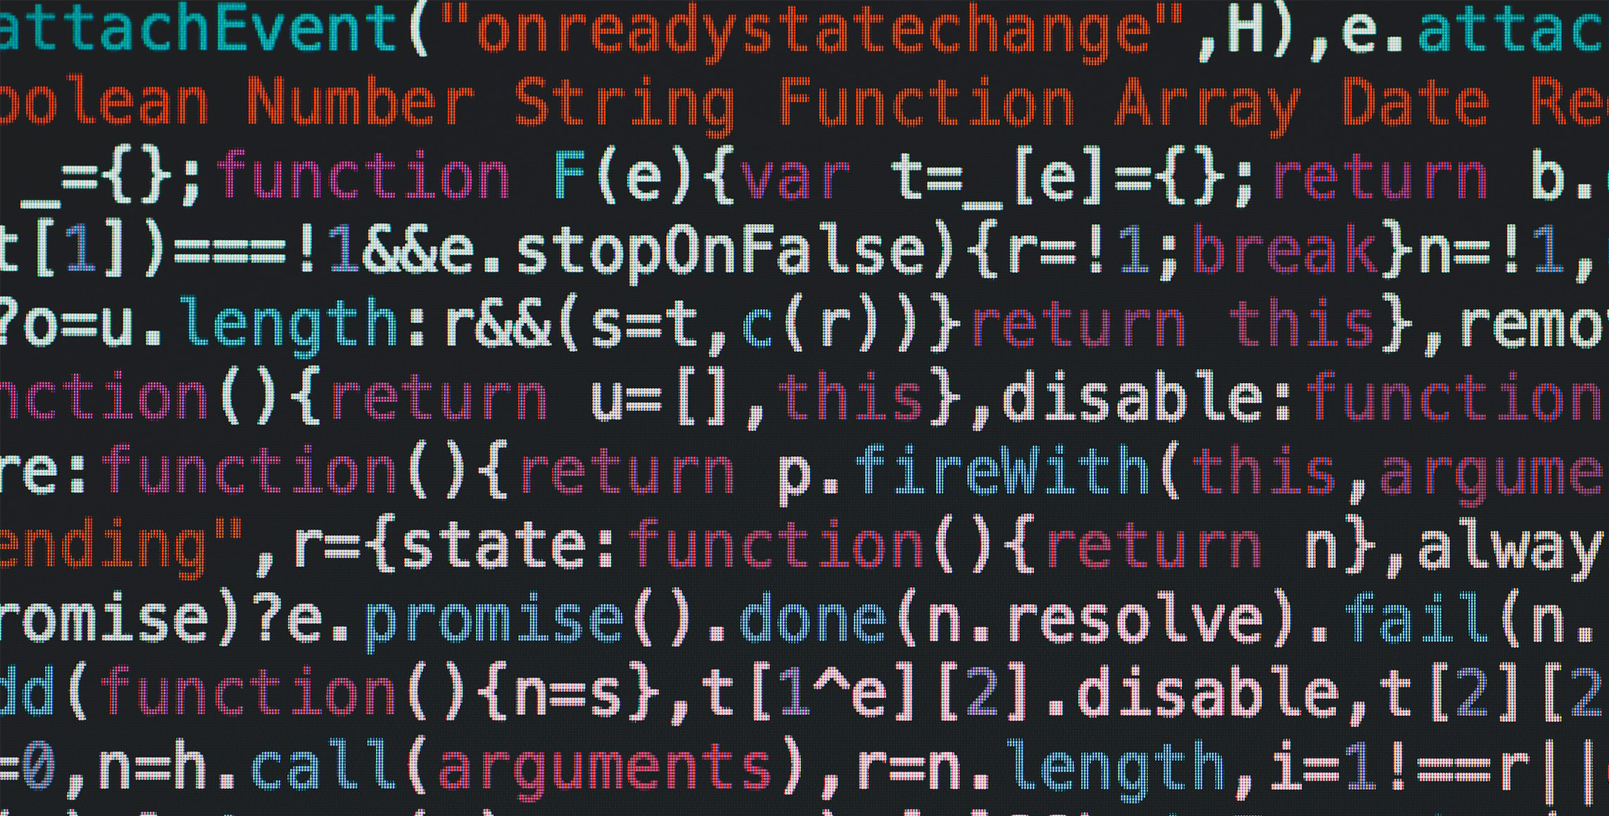 attachEvent("onreadystatechange",H),e.attac
oolean Number String Function Array Date Re
_={};function F(e){var t=_[e]={};return b.
t[1])===!1&&e.stopOnFalse){r=!1;break}n=!1,
?o=u.length:r&&(s=t,c(r))}return this},remo
nction(){return u=[],this},disable:function
re:function(){return p.fireWith(this,argume
ending",r={state:function(){return n},alway
romise)?e.promise().done(n.resolve).fail(n.
dd(function(){n=s},t[1^e][2].disable,t[2][2
=0,n=h.call(arguments),r=n.length,i=1!==r||